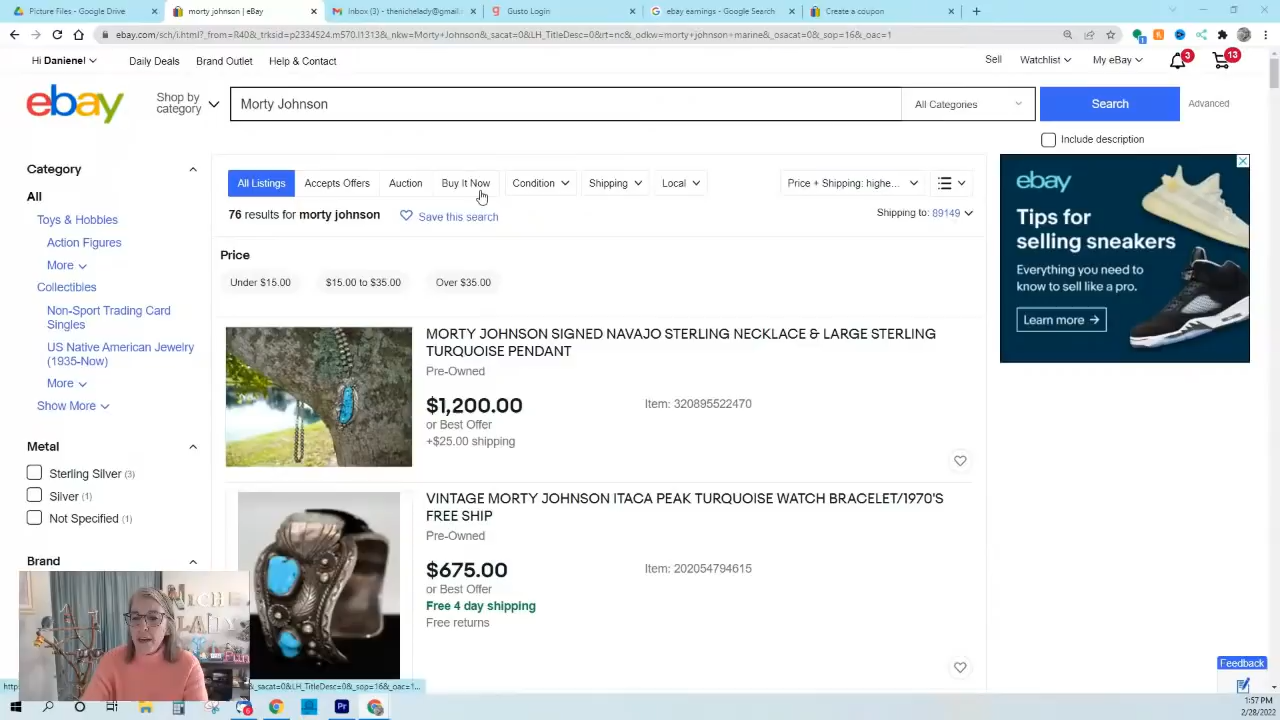 Picture Files - Google Drive
morty johnson | eBay
Inbox (3) - thenichelady@gmail.c
Gusto Login
ebay earnings - Google Search
Create a coupon
ebay.com/sch/i.html?_from=R40&_trksid=p2334524.m570.l1313&_nkw=Morty+Johnson&_sacat=0&LH_TitleDesc=0&rt=nc&_odkw=morty+johnson+marine&_osacat=0&_sop=16&_oac=1
Hi Daniene!
Daily Deals
Brand Outlet
Help & Contact
Sell
Watchlist
My eBay
3
13
ebay
Shop by category
Morty Johnson
All Categories
Search
Advanced
Include description
Category
All
Toys & Hobbies
Action Figures
More
Collectibles
Non-Sport Trading Card
Singles
US Native American Jewelry
(1935-Now)
More
Show More
Metal
Sterling Silver (3)
Silver (1)
Not Specified (1)
Brand
All Listings
Accepts Offers
Auction
Buy It Now
Condition
Shipping
Local
Price + Shipping: highe...
76 results for morty johnson
Save this search
Shipping to: 89149
Price
Under $15.00
$15.00 to $35.00
Over $35.00
MORTY JOHNSON SIGNED NAVAJO STERLING NECKLACE & LARGE STERLING
TURQUOISE PENDANT
Pre-Owned
$1,200.00
Item: 320895522470
or Best Offer
+$25.00 shipping
VINTAGE MORTY JOHNSON ITACA PEAK TURQUOISE WATCH BRACELET/1970'S
FREE SHIP
Pre-Owned
$675.00
Item: 202054794615
or Best Offer
Free 4 day shipping
Free returns
ebay
Tips for
selling sneakers
Everything you need to
know to sell like a pro.
Learn more →
Feedback
_sacat=0&LH_TitleDesc=0&_sop=16&_oac=1...
1:57 PM
2/28/2022